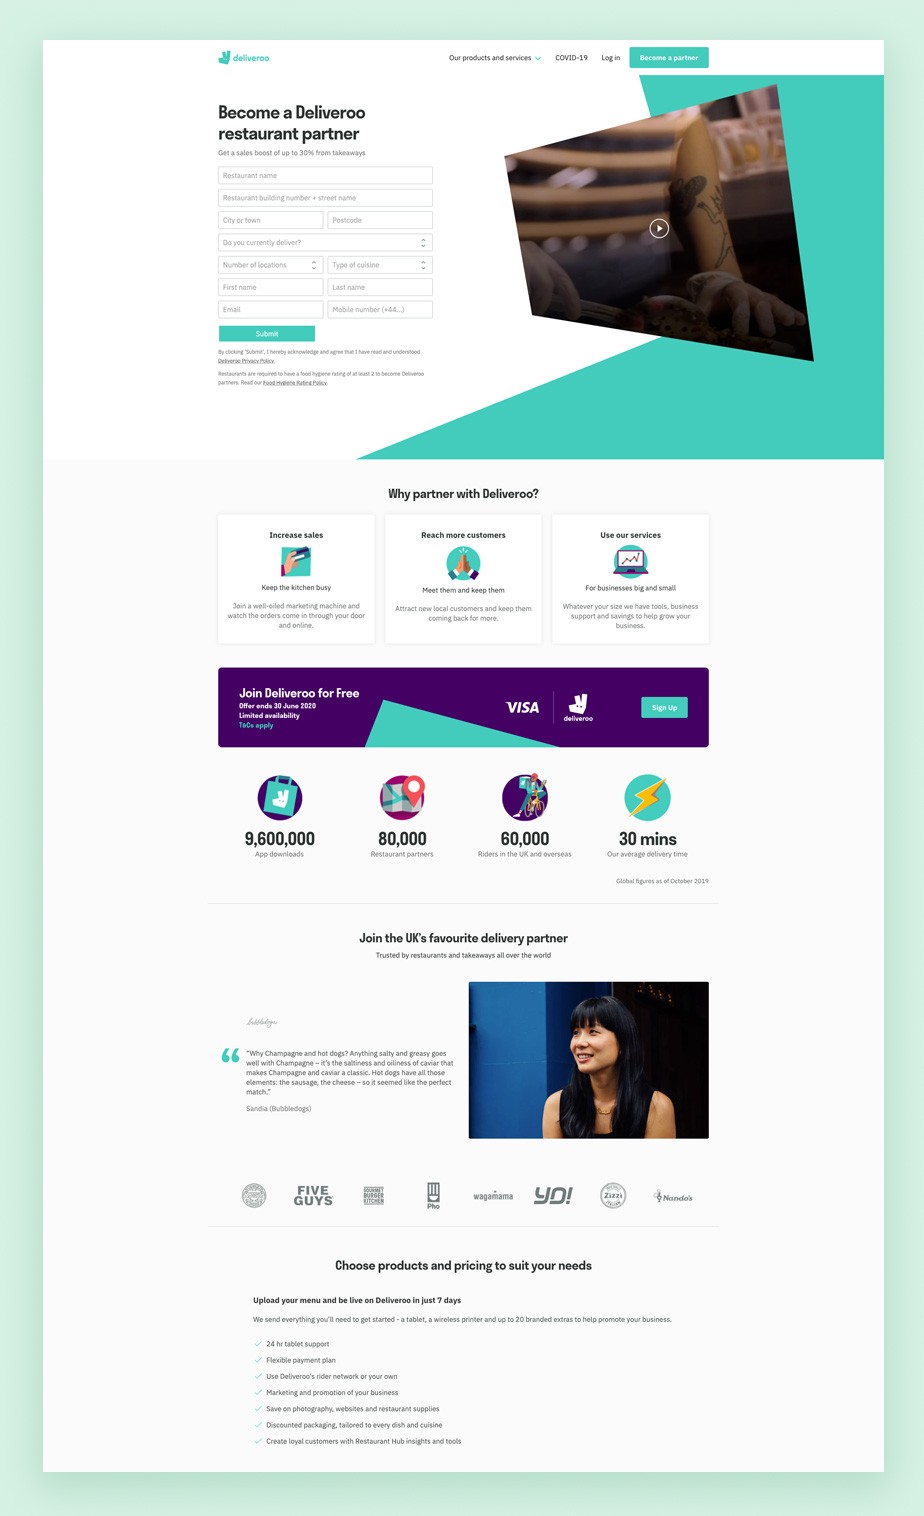 deliveroo
Our products and services
COVID-19
Log in
Become a partner
Become a Deliveroo
restaurant partner
Get a sales boost of up to 30% from takeaways
Restaurant name
Restaurant building number + street name
City or town
Postcode
Do you currently deliver?
Number of locations
Type of cuisine
First name
Last name
Email
Mobile number (+44...)
Submit
By clicking 'Submit', I hereby acknowledge and agree that I have read and understood
Deliveroo Privacy Policy.
Restaurants are required to have a food hygiene rating of at least 2 to become Deliveroo
partners. Read our Food Hygiene Rating Policy.
Why partner with Deliveroo?
Increase sales
Keep the kitchen busy
Join a well-oiled marketing machine and
watch the orders come in through your door
and online.
Reach more customers
Meet them and keep them
Attract new local customers and keep them
coming back for more.
Use our services
For businesses big and small
Whatever your size we have tools, business
support and savings to help grow your
business.
Join Deliveroo for Free
Offer ends 30 June 2020
Limited availability
T&Cs apply
VISA
deliveroo
Sign Up
9,600,000
App downloads
80,000
Restaurant partners
60,000
Riders in the UK and overseas
30 mins
Our average delivery time
Global figures as of October 2019
Join the UK's favourite delivery partner
Trusted by restaurants and takeaways all over the world
bubbledogs
"Why Champagne and hot dogs? Anything salty and greasy goes
well with Champagne – it's the saltiness and oiliness of caviar that
makes Champagne and caviar a classic. Hot dogs have all those
elements: the sausage, the cheese – so it seemed like the perfect
match."
Sandia (Bubbledogs)
FIVE
GUYS
GOURMET
BURGER
KITCHEN
Pho
wagamama
YO!
Zizzi
Nando's
Choose products and pricing to suit your needs
Upload your menu and be live on Deliveroo in just 7 days
We send everything you'll need to get started - a tablet, a wireless printer and up to 20 branded extras to help promote your business.
24 hr tablet support
Flexible payment plan
Use Deliveroo's rider network or your own
Marketing and promotion of your business
Save on photography, websites and restaurant supplies
Discounted packaging, tailored to every dish and cuisine
Create loyal customers with Restaurant Hub insights and tools